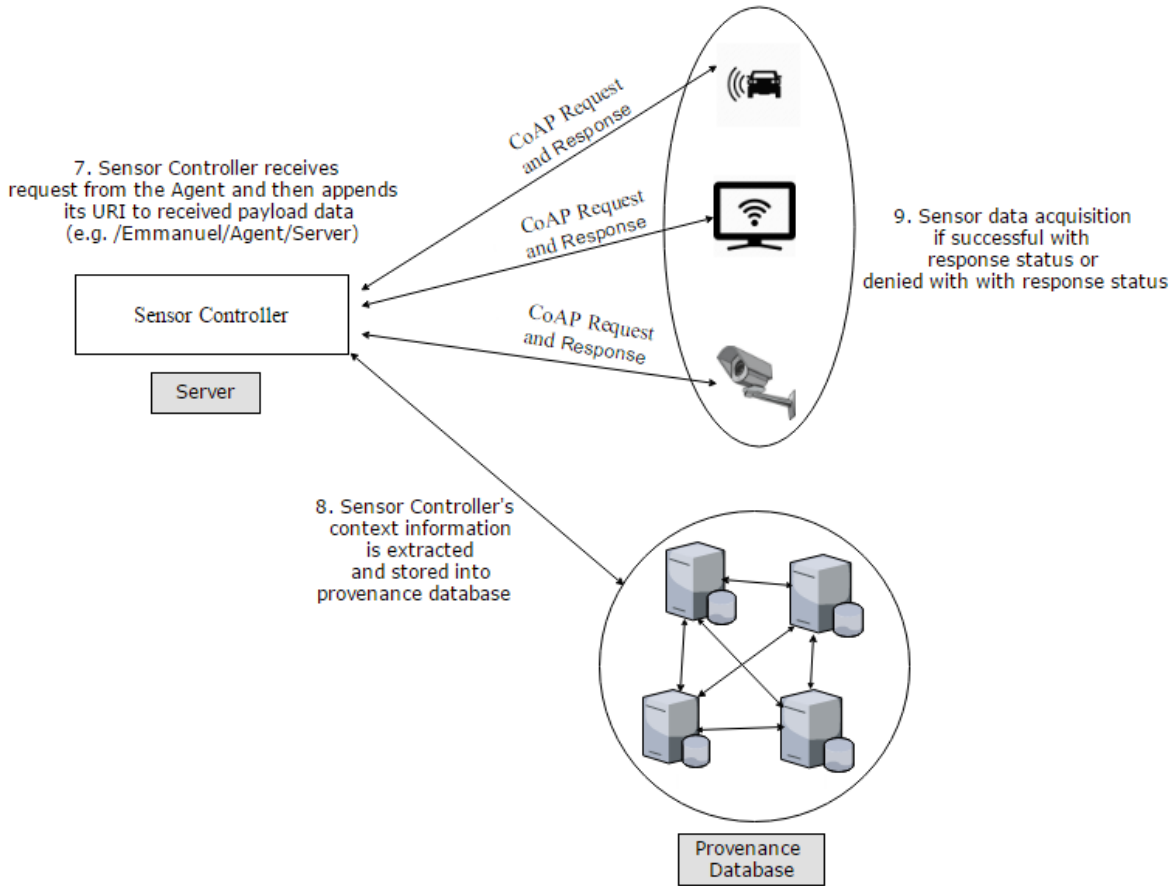 7. Sensor Controller receives
request from the Agent and then appends
its URI to received payload data
(e.g. /Emmanuel/Agent/Server)
Sensor Controller
Server
CoAP Request
and Response
CoAP Request
and Response
CoAP Request
and Response
9. Sensor data acquisition
if successful with
response status or
denied with with response status
8. Sensor Controller's
context information
is extracted
and stored into
provenance database
Provenance
Database